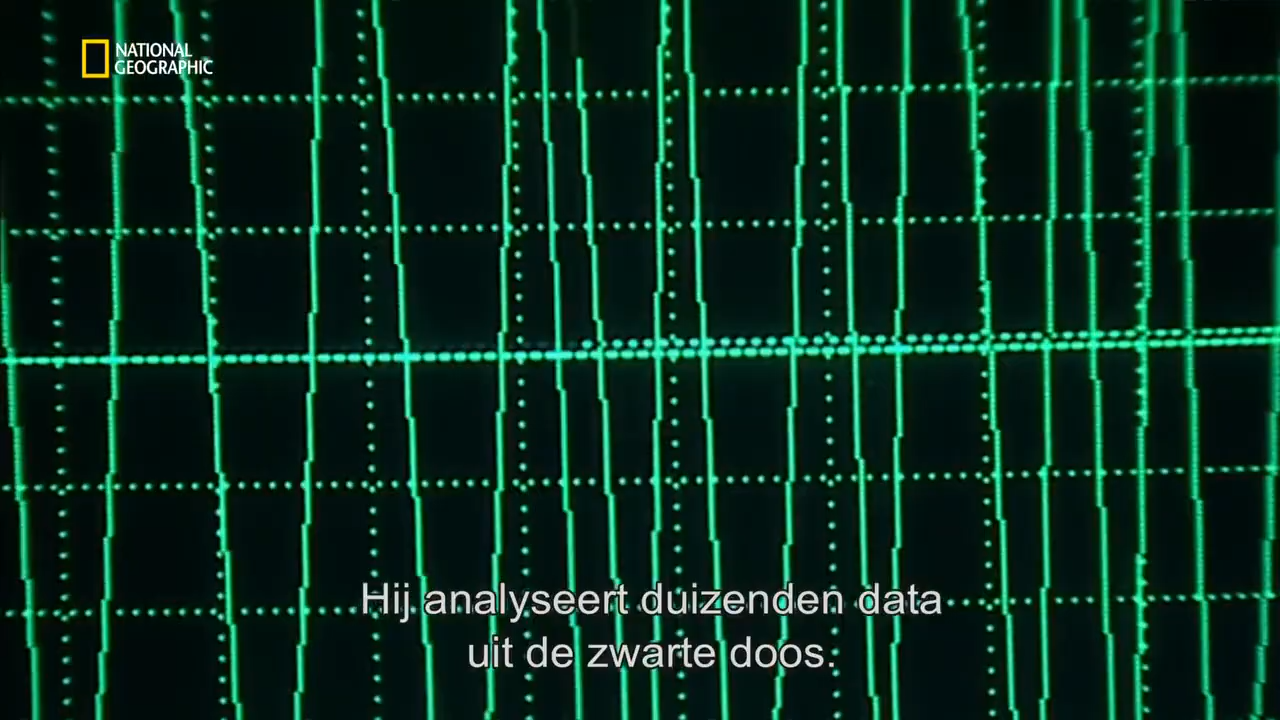 NATIONAL
GEOGRAPHIC
Hij analyseert duizenden data
uit de zwarte doos.